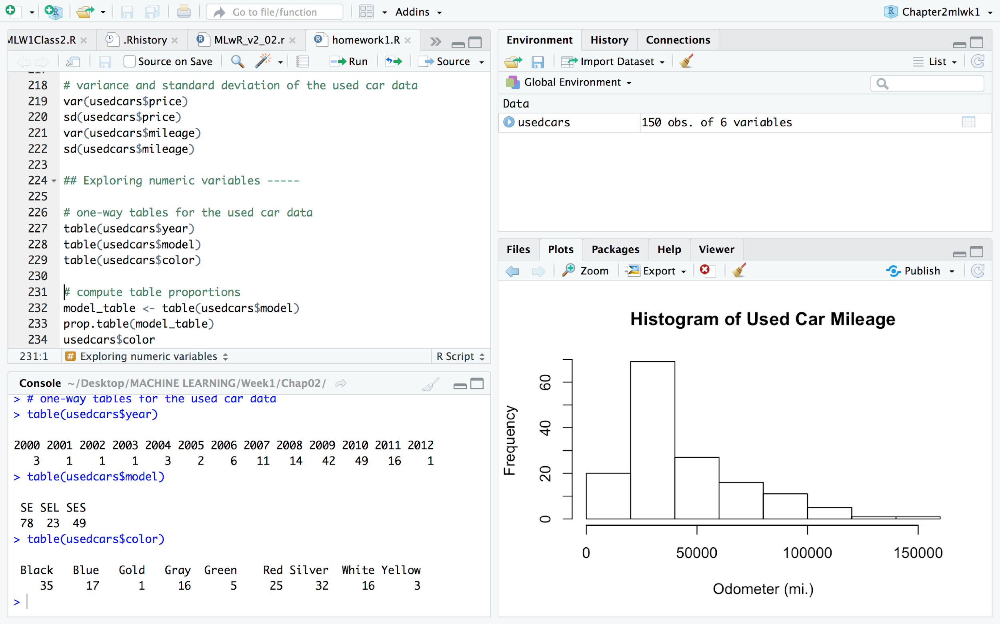 Go to file/function
Addins
Chapter2mlwk1
MLW1Class2.R
.Rhistory
MLwR_v2_02.r
homework1.R
Source on Save
Run
Source
218 # variance and standard deviation of the used car data
219 var(usedcars$price)
220 sd(usedcars$price)
221 var(usedcars$mileage)
222 sd(usedcars$mileage)
223
224 ## Exploring numeric variables -----
225
226 # one-way tables for the used car data
227 table(usedcars$year)
228 table(usedcars$model)
229 table(usedcars$color)
230
231 # compute table proportions
232 model_table <- table(usedcars$model)
233 prop.table(model_table)
234 usedcars$color
231:1 # Exploring numeric variables R Script
Console ~/Desktop/MACHINE LEARNING/Week1/Chap02/
> # one-way tables for the used car data
> table(usedcars$year)
2000 2001 2002 2003 2004 2005 2006 2007 2008 2009 2010 2011 2012
3 1 1 1 3 2 6 11 14 42 49 16 1
> table(usedcars$model)
SE SEL SES
78 23 49
> table(usedcars$color)
Black Blue Gold Gray Green Red Silver White Yellow
35 17 1 16 5 25 32 16 3
>
Environment History Connections
Import Dataset List
Global Environment
Data
usedcars 150 obs. of 6 variables
Files Plots Packages Help Viewer
Zoom Export Publish
Histogram of Used Car Mileage
Frequency
60
40
20
0
0 50000 100000 150000
Odometer (mi.)